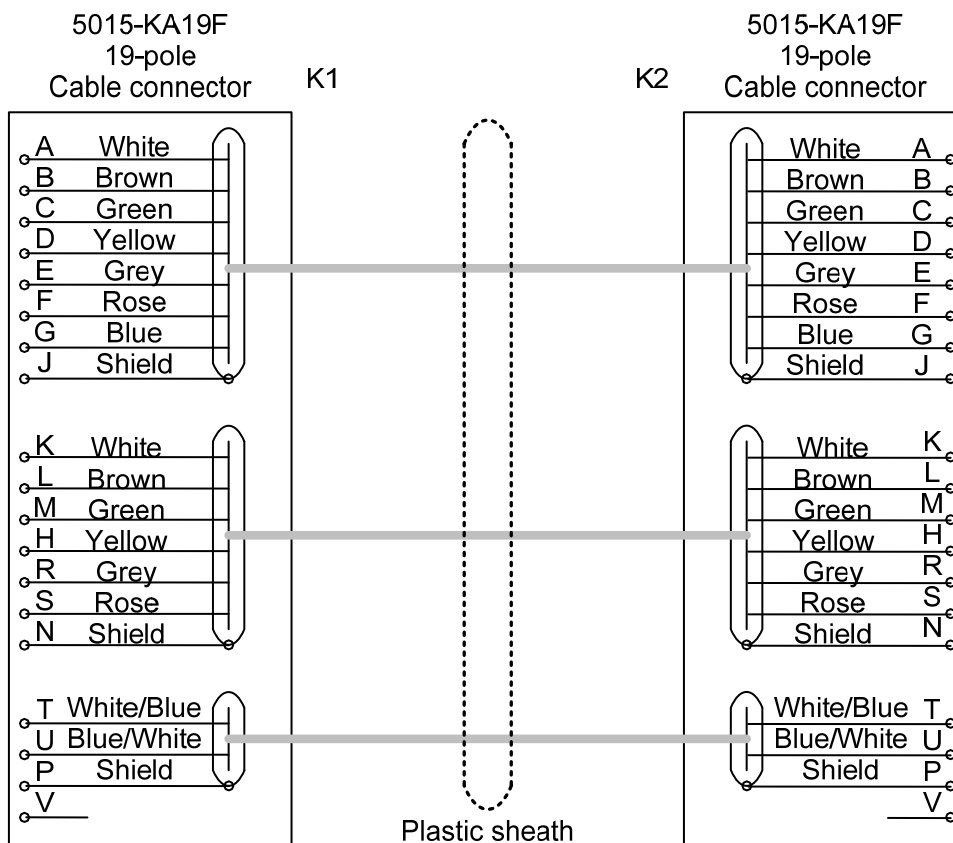 5015-KA19F
19-pole
Cable connector
K1
K2
5015-KA19F
19-pole
Cable connector
A White
B Brown
C Green
D Yellow
E Grey
F Rose
G Blue
J Shield
White A
Brown B
Green C
Yellow D
Grey E
Rose F
Blue G
Shield J
K White
L Brown
M Green
H Yellow
R Grey
S Rose
N Shield
White K
Brown L
Green M
Yellow H
Grey R
Rose S
Shield N
T White/Blue
U Blue/White
P Shield
V
White/Blue T
Blue/White U
Shield P
V
Plastic sheath